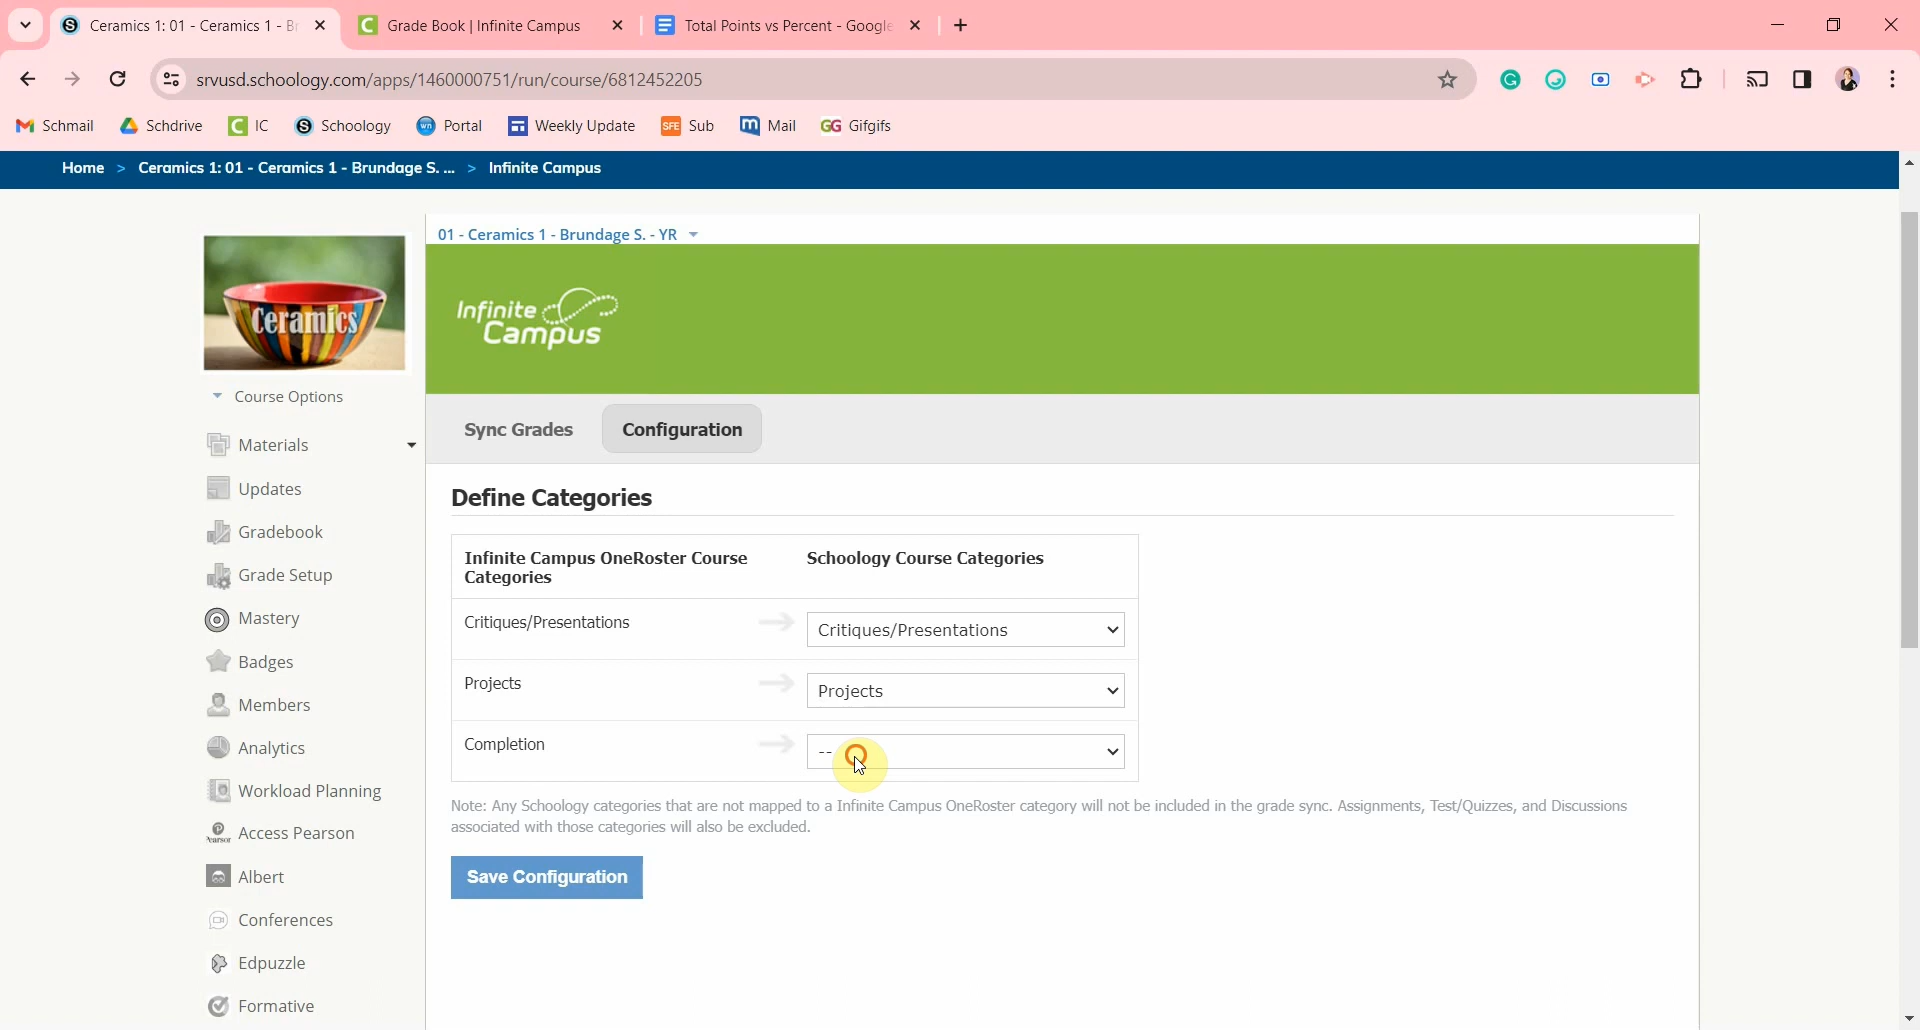 Ceramics 1: 01 - Ceramics 1 - Br
Grade Book | Infinite Campus
Total Points vs Percent - Google
srvusd.schoology.com/apps/1460000751/run/course/6812452205
Schmail
Schdrive
IC
Schoology
Portal
Weekly Update
SFE Sub
Mail
GG Gifgifs
Home > Ceramics 1: 01 - Ceramics 1 - Brundage S. ... > Infinite Campus
Ceramics
01 - Ceramics 1 - Brundage S. - YR
Infinite
Campus
Course Options
Materials
Updates
Gradebook
Grade Setup
Mastery
Badges
Members
Analytics
Workload Planning
Access Pearson
Albert
Conferences
Edpuzzle
Formative
Sync Grades
Configuration
Define Categories
Infinite Campus OneRoster Course
Categories
Schoology Course Categories
Critiques/Presentations
Critiques/Presentations
Projects
Projects
Completion
--
Note: Any Schoology categories that are not mapped to a Infinite Campus OneRoster category will not be included in the grade sync. Assignments, Test/Quizzes, and Discussions
associated with those categories will also be excluded.
Save Configuration